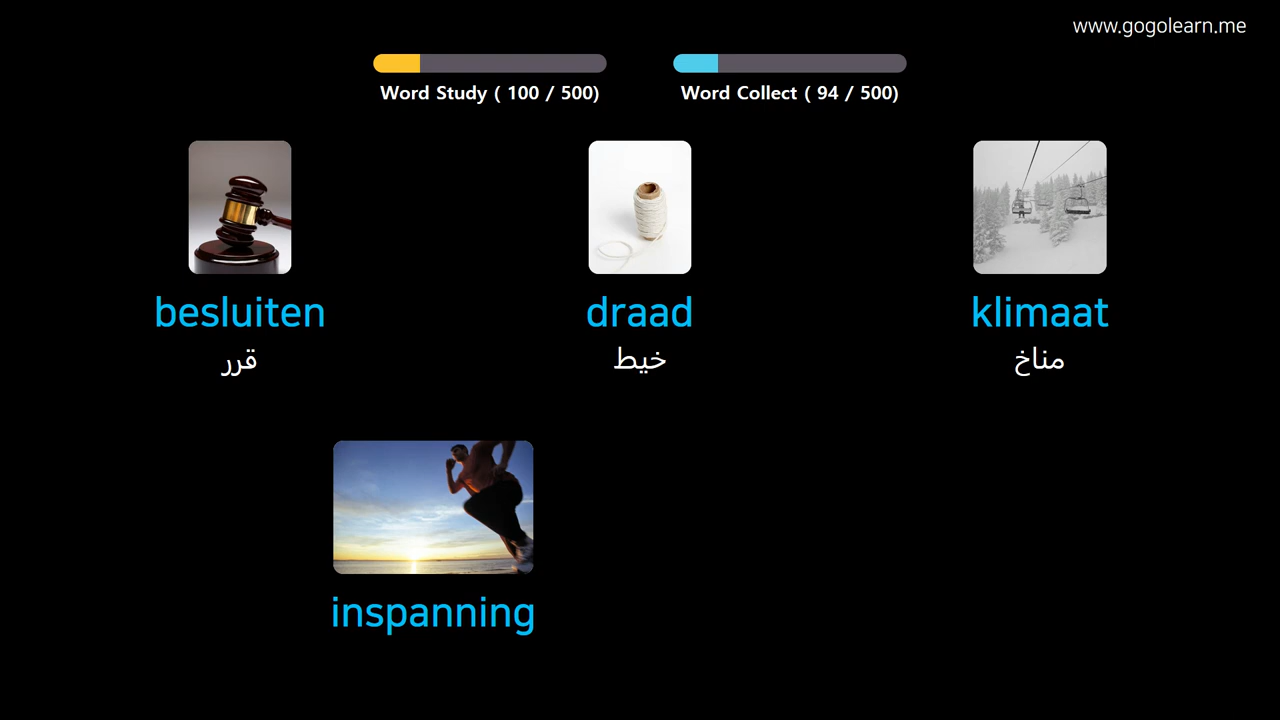 www.gogolearn.me
Word Study ( 100 / 500)
Word Collect ( 94 / 500)
besluiten
قرر
draad
خيط
klimaat
مناخ
inspanning